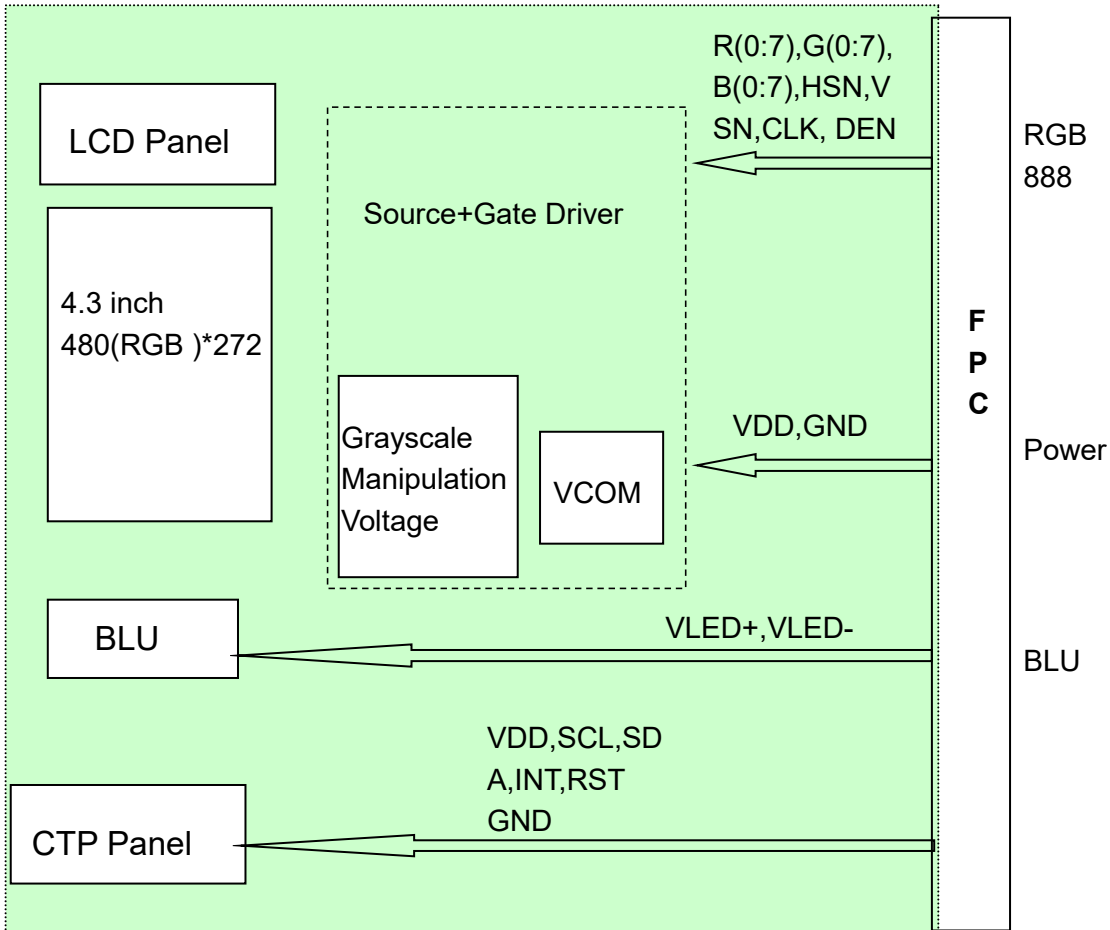 R(0:7),G(0:7),
B(0:7),HSN,V
SN,CLK, DEN
RGB
888
LCD Panel
Source+Gate Driver
4.3 inch
480(RGB )*272
F
P
C
VDD,GND
Power
Grayscale
Manipulation
Voltage
VCOM
BLU
VLED+,VLED-
BLU
VDD,SCL,SD
A,INT,RST
GND
CTP Panel